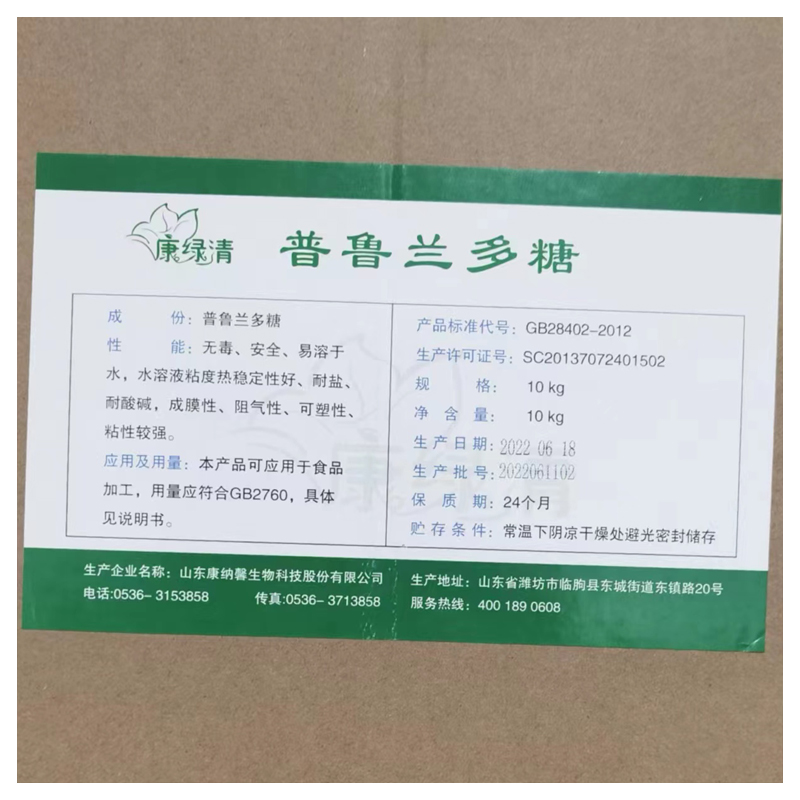 康绿清
普鲁兰多糖
成 份：普鲁兰多糖
性 能：无毒、安全、易溶于
水，水溶液粘度热稳定性好、耐盐、
耐酸碱，成膜性、阻气性、可塑性、
粘性较强。
应用及用量：本产品可应用于食品
加工，用量应符合GB2760，具体
见说明书。
产品标准代号：GB28402-2012
生产许可证号：SC20137072401502
规 格： 10 kg
净 含 量： 10 kg
生 产 日 期：2022 06 18
生 产 批 号：2022061102
保 质 期：24个月
贮 存 条 件：常温下阴凉干燥处避光密封储存
康绿清
生产企业名称：山东康纳馨生物科技股份有限公司
电话:0536- 3153858 传真:0536- 3713858
生产地址：山东省潍坊市临朐县东城街道东镇路20号
服务热线：400 189 0608